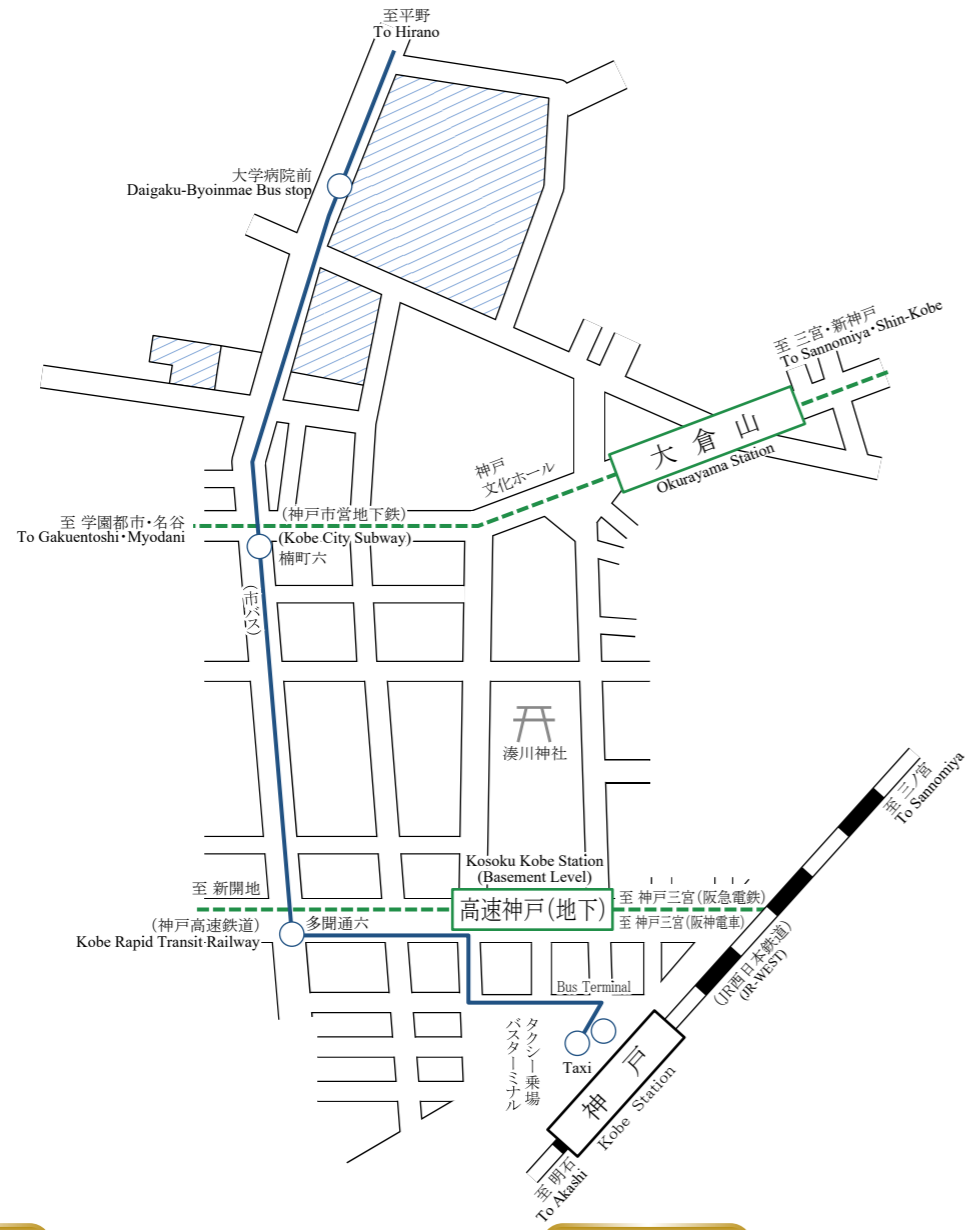 至平野
To Hirano
大学病院前
Daigaku-Byoinmae Bus stop
至 三宮・新神戸
To Sannomiya・Shin-Kobe
大倉山
Okurayama Station
神戸
文化ホール
(神戸市営地下鉄)
(Kobe City Subway)
至 学園都市・名谷
To Gakuentoshi・Myodani
楠町六
(市バス)
湊川神社
至 三ノ宮
To Sannomiya
Kosoku Kobe Station
(Basement Level)
高速神戸(地下)
至 新開地
至 神戸三宮(阪急電鉄)
至 神戸三宮(阪神電車)
(神戸高速鉄道)
Kobe Rapid Transit Railway
多聞通六
(JR西日本鉄道)
(JR-WEST)
Bus Terminal
タクシー乗場
バスターミナル
Taxi
神戸
Kobe Station
至 明石
To Akashi